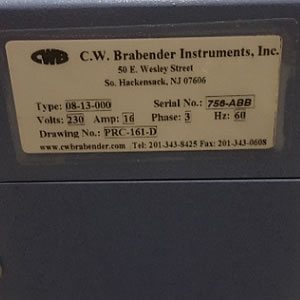 CWB C.W. Brabender Instruments, Inc.
50 E. Wesley Street
So. Hackensack, NJ 07606
Type: 08-13-000 Serial No.: 756-ABB
Volts: 230 Amp: 16 Phase: 3 Hz: 60
Drawing No.: PRC-161-D
www.cwbrabender.com Tel: 201-343-8425 Fax: 201-343-0608